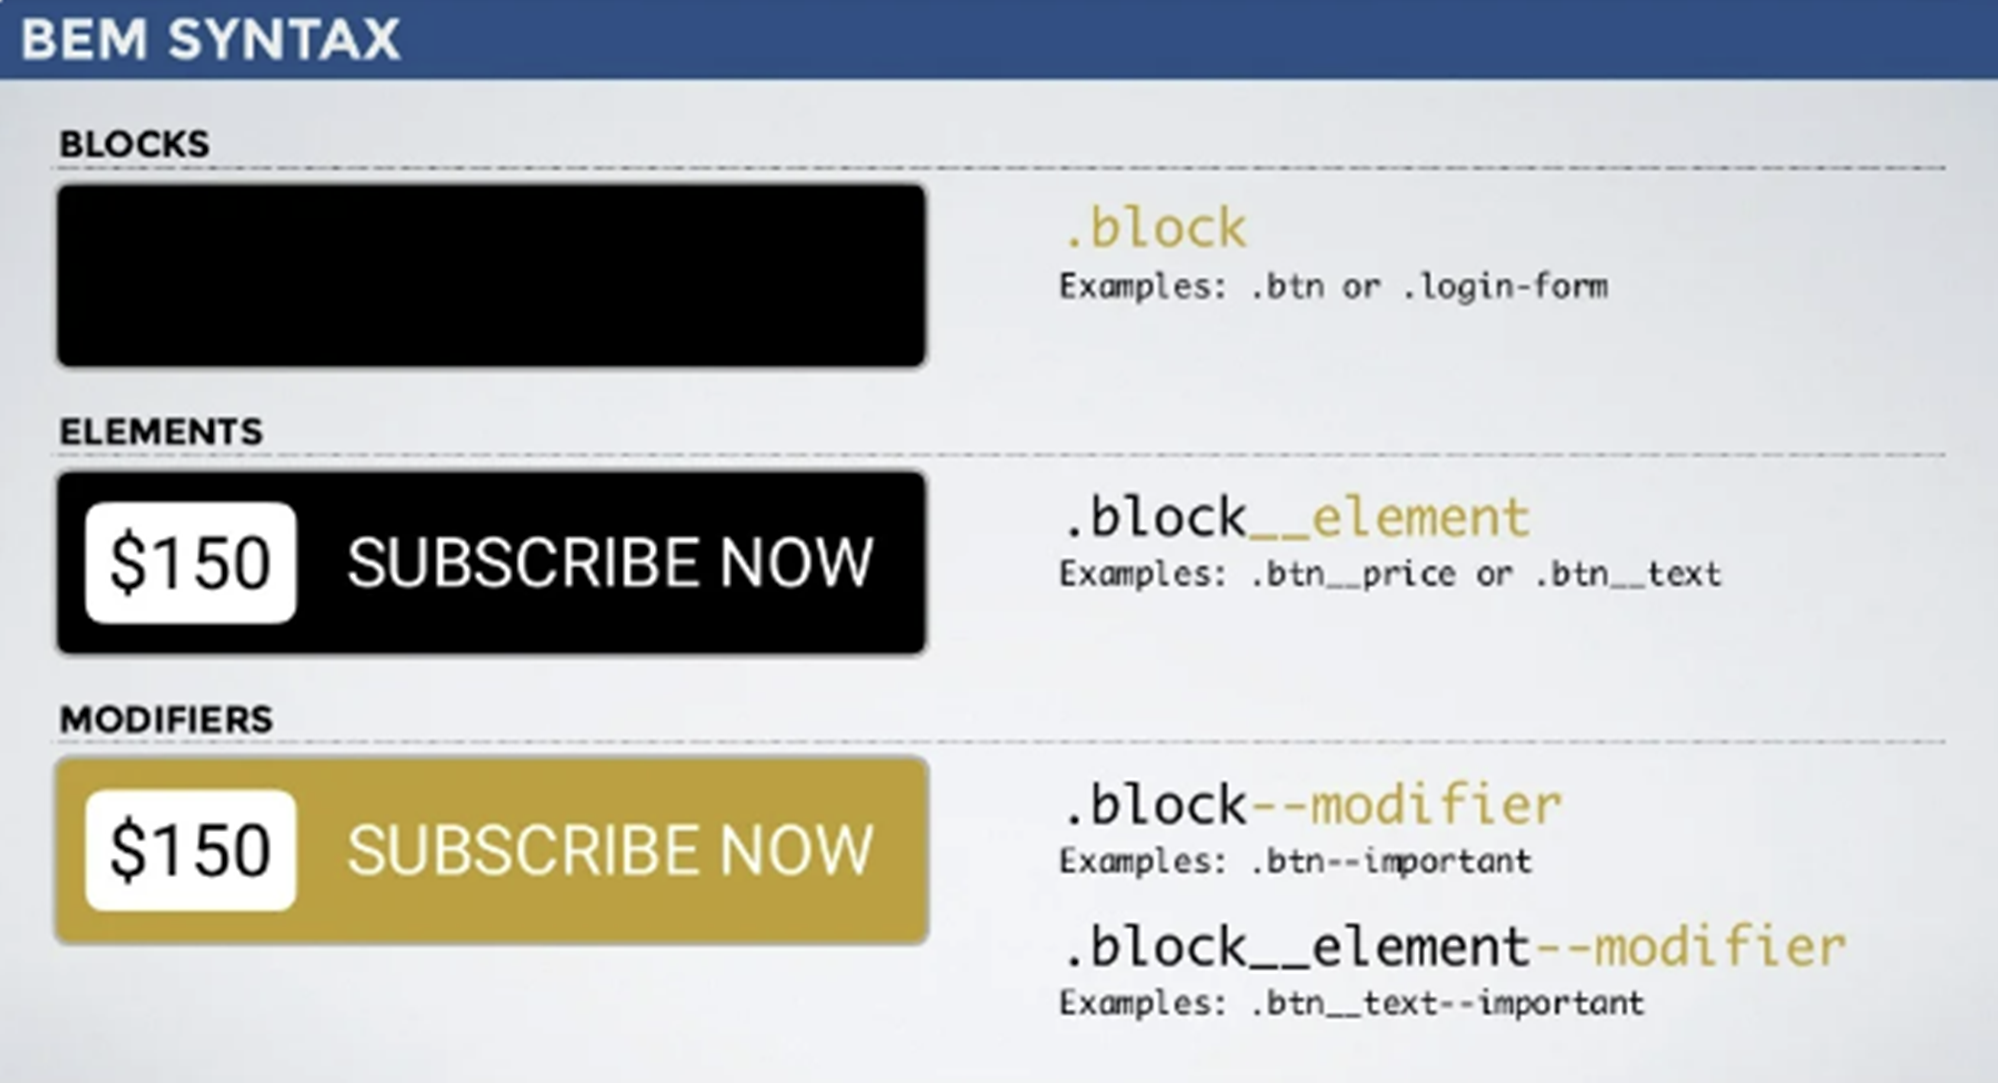 BEM SYNTAX
BLOCKS
.block
Examples: .btn or .login-form
ELEMENTS
$150 SUBSCRIBE NOW
.block__element
Examples: .btn__price or .btn__text
MODIFIERS
$150 SUBSCRIBE NOW
.block--modifier
Examples: .btn--important
.block__element--modifier
Examples: .btn__text--important